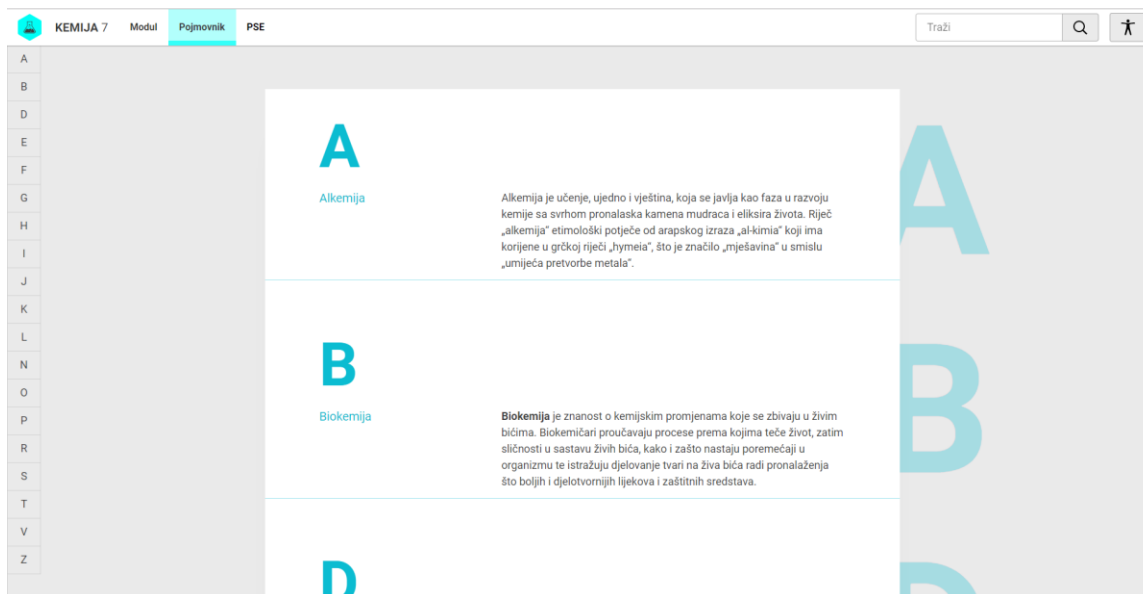 KEMIJA 7 Modul Pojmovnik PSE Traži
A
B
D
E
F
G
H
I
J
K
L
N
O
P
R
S
T
V
Z
A
A
Alkemija
Alkemija je učenje, ujedno i vještina, koja se javlja kao faza u razvoju
kemije sa svrhom pronalaska kamena mudraca i eliksira života. Riječ
„alkemija“ etimološki potječe od arapskog izraza „al-kimia“ koji ima
korijene u grčkoj riječi „hymeia“, što je značilo „mješavina“ u smislu
„umijeća pretvorbe metala“.
B
B
Biokemija
Biokemija je znanost o kemijskim promjenama koje se zbivaju u živim
bićima. Biokemičari proučavaju procese prema kojima teče život, zatim
sličnosti u sastavu živih bića, kako i zašto nastaju poremećaji u
organizmu te istražuju djelovanje tvari na živa bića radi pronalaženja
što boljih i djelotvornijih lijekova i zaštitnih sredstava.
D
D